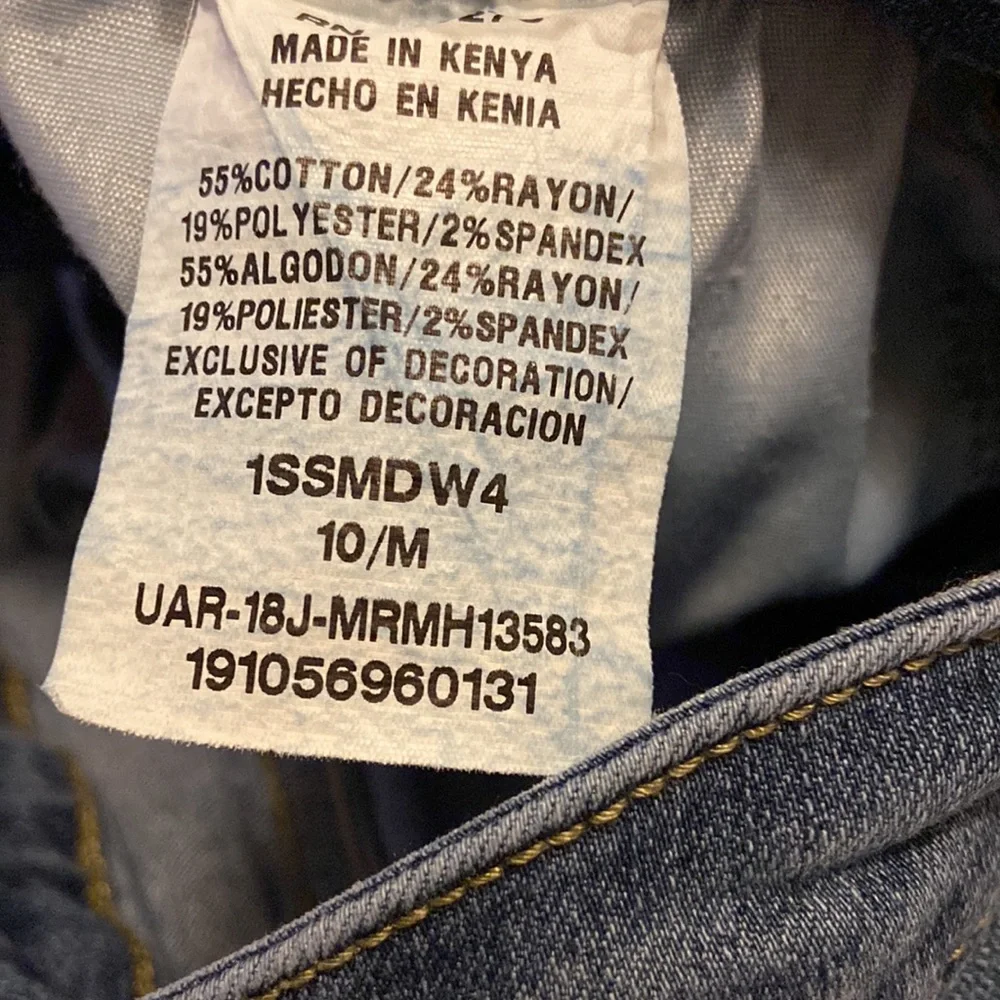 MADE IN KENYA
HECHO EN KENIA
55%COTTON/24%RAYON/
19%POLYESTER/2%SPANDEX
55%ALGODON/24%RAYON/
19%POLIESTER/2%SPANDEX
EXCLUSIVE OF DECORATION/
EXCEPTO DECORACION
1SSMDW4
10/M
UAR-18J-MRMH13583
191056960131